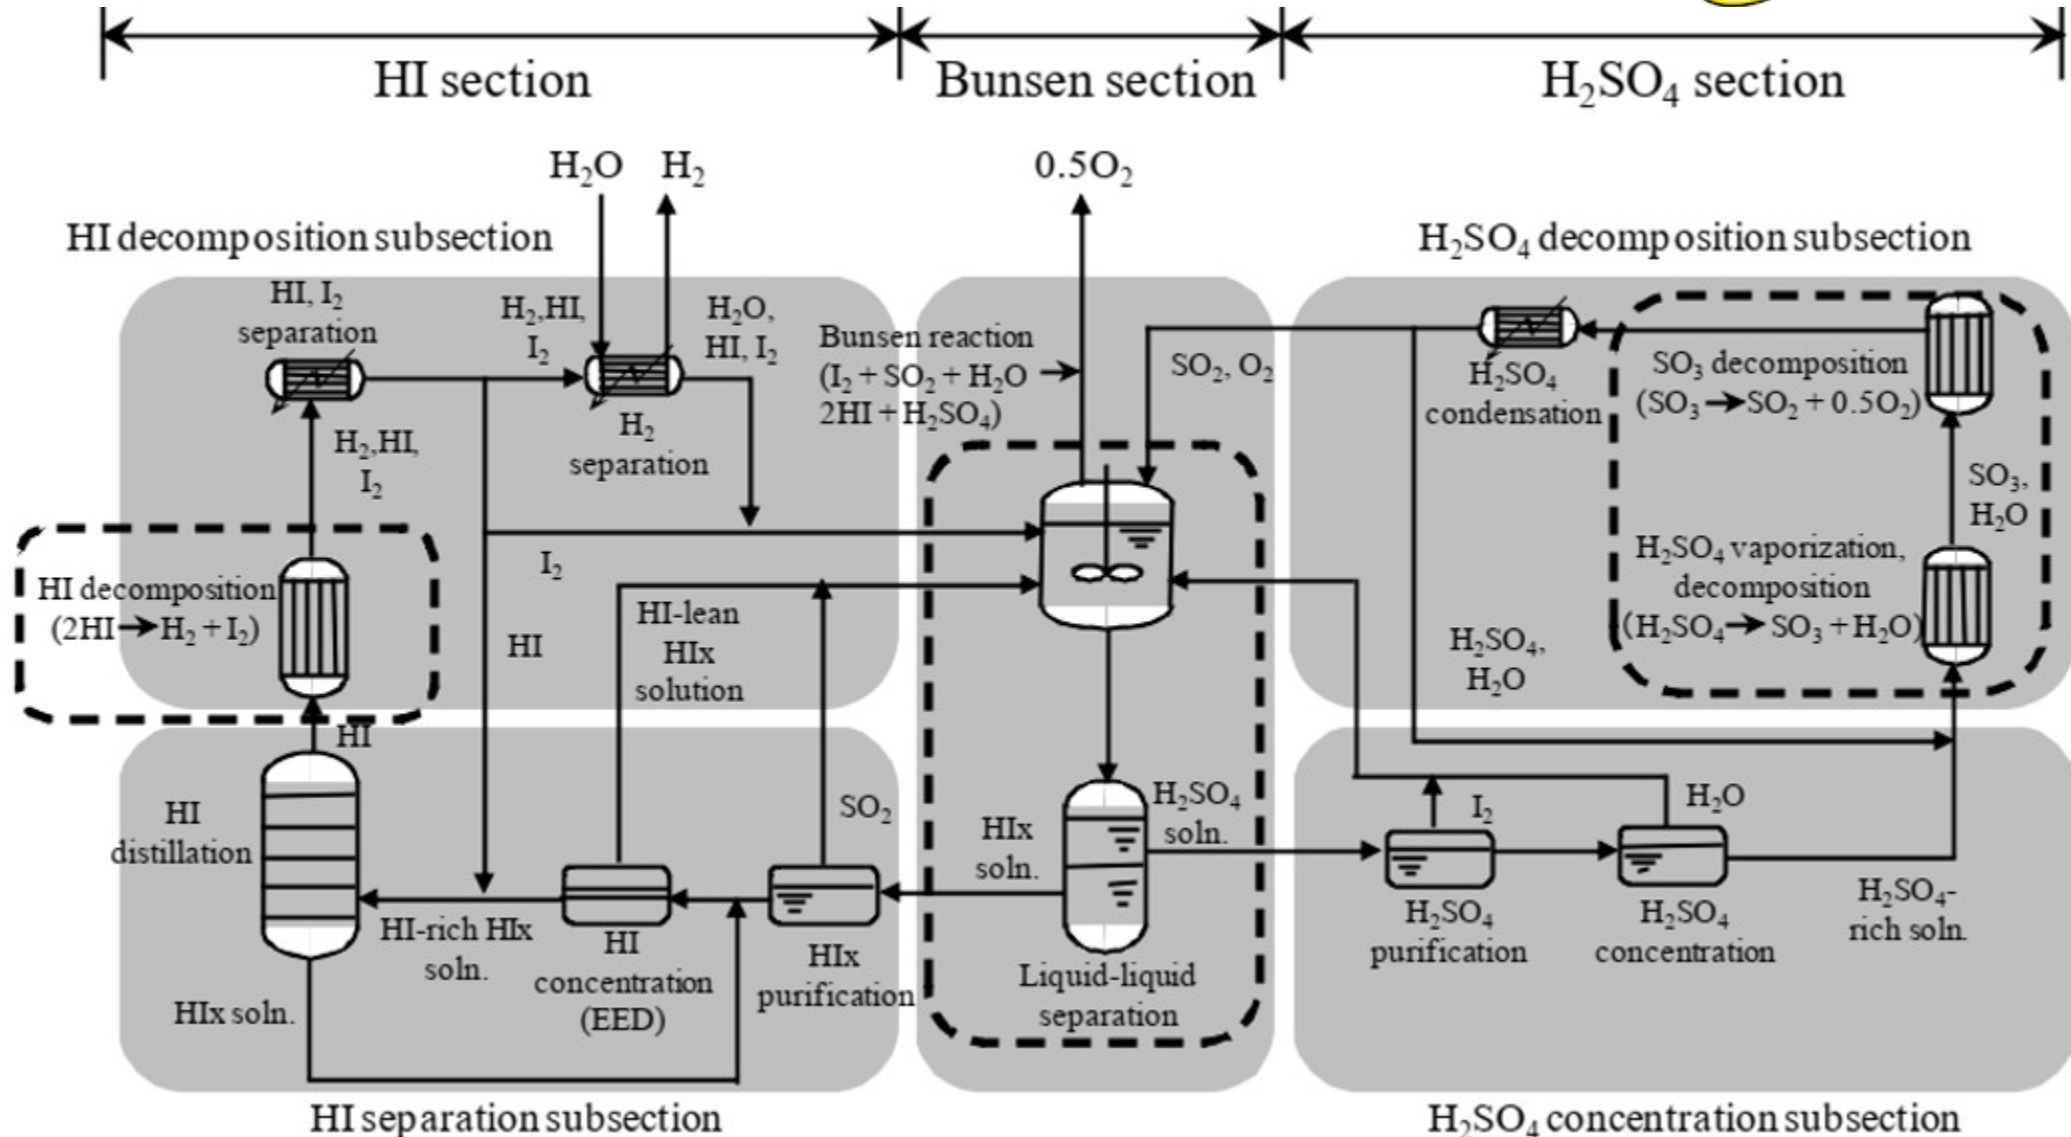 HI section
Bunsen section
H₂SO₄ section
H₂O
H₂
0.5O₂
HI decomposition subsection
H₂SO₄ decomposition subsection
HI, I₂
separation
H₂,HI,
I₂
H₂O,
HI, I₂
H₂
separation
H₂,HI,
I₂
HI decomposition
(2HI→H₂ + I₂)
I₂
HI
HI-lean
HIx
solution
Bunsen reaction
(I₂ + SO₂ + H₂O
2HI + H₂SO₄)
SO₂, O₂
H₂SO₄
condensation
SO₃ decomposition
(SO₃→SO₂ + 0.5O₂)
SO₃,
H₂O
H₂SO₄ vaporization,
decomposition
(H₂SO₄→SO₃ + H₂O)
H₂SO₄,
H₂O
HI
HI
distillation
HI-rich HIx
soln.
HIx soln.
HI
concentration
(EED)
SO₂
HIx
purification
HIx
soln.
H₂SO₄
soln.
Liquid-liquid
separation
I₂
H₂O
H₂SO₄
purification
H₂SO₄
concentration
H₂SO₄-
rich soln.
HI separation subsection
H₂SO₄ concentration subsection